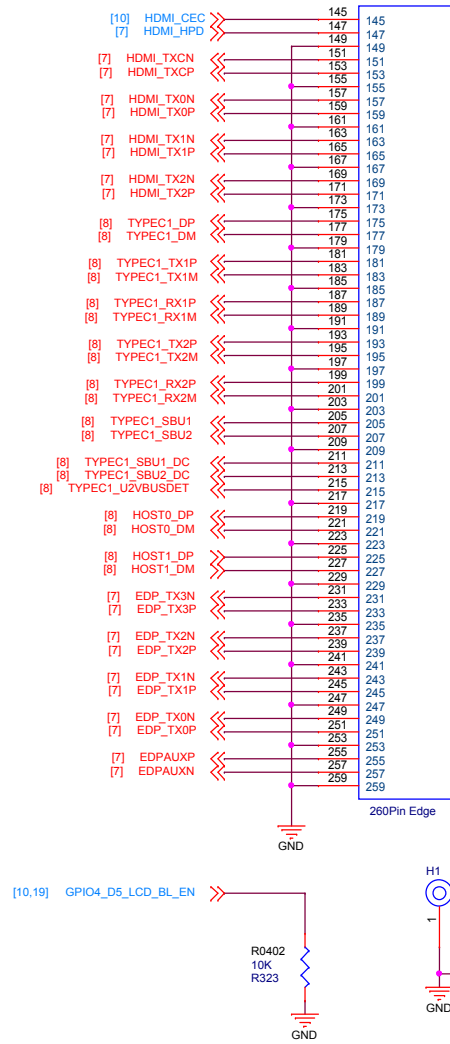 145
[10] HDMI_CEC 145
147
[7] HDMI_HPD 147
149
149
151
[7] HDMI_TXCN 151
153
[7] HDMI_TXCP 153
155
155
157
[7] HDMI_TX0N 157
159
[7] HDMI_TX0P 159
161
161
163
[7] HDMI_TX1N 163
165
[7] HDMI_TX1P 165
167
167
169
[7] HDMI_TX2N 169
171
[7] HDMI_TX2P 171
173
173
175
[8] TYPEC1_DP 175
177
[8] TYPEC1_DM 177
179
179
181
[8] TYPEC1_TX1P 181
183
[8] TYPEC1_TX1M 183
185
185
187
[8] TYPEC1_RX1P 187
189
[8] TYPEC1_RX1M 189
191
191
193
[8] TYPEC1_TX2P 193
195
[8] TYPEC1_TX2M 195
197
197
199
[8] TYPEC1_RX2P 199
201
[8] TYPEC1_RX2M 201
203
203
205
[8] TYPEC1_SBU1 205
207
[8] TYPEC1_SBU2 207
209
209
211
[8] TYPEC1_SBU1_DC 211
213
[8] TYPEC1_SBU2_DC 213
215
[8] TYPEC1_U2VBUSDET 215
217
217
219
[8] HOST0_DP 219
221
[8] HOST0_DM 221
223
223
225
[8] HOST1_DP 225
227
[8] HOST1_DM 227
229
229
231
[7] EDP_TX3N 231
233
[7] EDP_TX3P 233
235
235
237
[7] EDP_TX2N 237
239
[7] EDP_TX2P 239
241
241
243
[7] EDP_TX1N 243
245
[7] EDP_TX1P 245
247
247
249
[7] EDP_TX0N 249
251
[7] EDP_TX0P 251
253
253
255
[7] EDPAUXP 255
257
[7] EDPAUXN 257
259
259
260Pin Edge
GND
H1
[10,19] GPIO4_D5_LCD_BL_EN
1
R0402
10K
R323
GND
GND